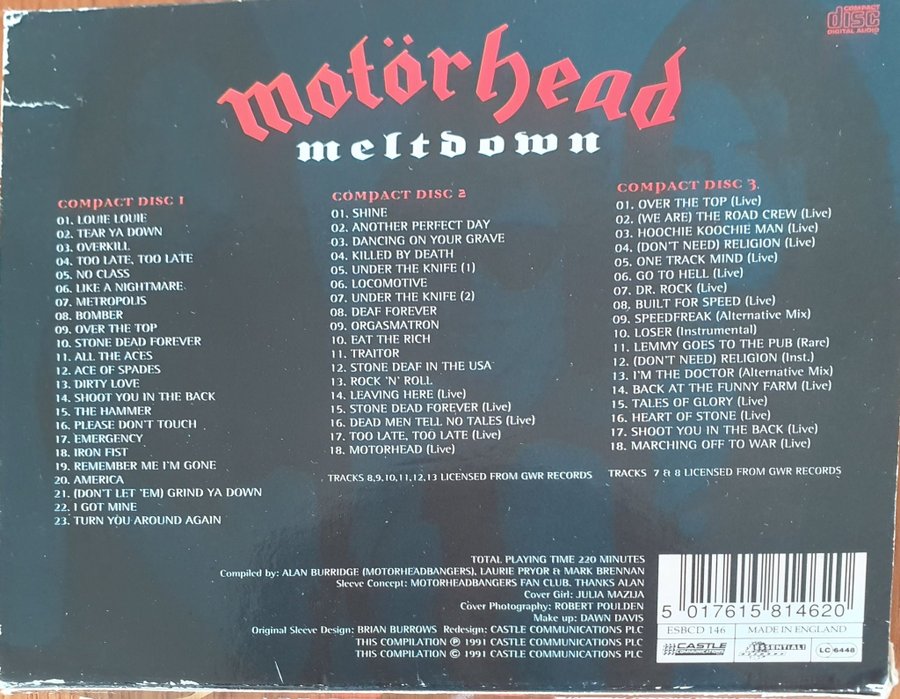 COMPACT
disc
DIGITAL AUDIO
motörhead
meltdown
COMPACT DISC 1
01. LOUIE LOUIE
02. TEAR YA DOWN
03. OVERKILL
04. TOO LATE, TOO LATE
05. NO CLASS
06. LIKE A NIGHTMARE
07. METROPOLIS
08. BOMBER
09. OVER THE TOP
10. STONE DEAD FOREVER
11. ALL THE ACES
12. ACE OF SPADES
13. DIRTY LOVE
14. SHOOT YOU IN THE BACK
15. THE HAMMER
16. PLEASE DON'T TOUCH
17. EMERGENCY
18. IRON FIST
19. REMEMBER ME I'M GONE
20. AMERICA
21. (DON'T LET 'EM) GRIND YA DOWN
22. I GOT MINE
23. TURN YOU AROUND AGAIN
COMPACT DISC 2
01. SHINE
02. ANOTHER PERFECT DAY
03. DANCING ON YOUR GRAVE
04. KILLED BY DEATH
05. UNDER THE KNIFE (1)
06. LOCOMOTIVE
07. UNDER THE KNIFE (2)
08. DEAF FOREVER
09. ORGASMATRON
10. EAT THE RICH
11. TRAITOR
12. STONE DEAF IN THE USA
13. ROCK 'N' ROLL
14. LEAVING HERE (Live)
15. STONE DEAD FOREVER (Live)
16. DEAD MEN TELL NO TALES (Live)
17. TOO LATE, TOO LATE (Live)
18. MOTORHEAD (Live)
TRACKS 8,9,10,11,12,13 LICENSED FROM GWR RECORDS
COMPACT DISC 3.
01. OVER THE TOP (Live)
02. (WE ARE) THE ROAD CREW (Live)
03. HOOCHIE KOOCHIE MAN (Live)
04. (DON'T NEED) RELIGION (Live)
05. ONE TRACK MIND (Live)
06. GO TO HELL (Live)
07. DR. ROCK (Live)
08. BUILT FOR SPEED (Live)
09. SPEEDFREAK (Alternative Mix)
10. LOSER (Instrumental)
11. LEMMY GOES TO THE PUB (Rare)
12. (DON'T NEED) RELIGION (Inst.)
13. I'M THE DOCTOR (Alternative Mix)
14. BACK AT THE FUNNY FARM (Live)
15. TALES OF GLORY (Live)
16. HEART OF STONE (Live)
17. SHOOT YOU IN THE BACK (Live)
18. MARCHING OFF TO WAR (Live)
TRACKS 7 & 8 LICENSED FROM GWR RECORDS
TOTAL PLAYING TIME 220 MINUTES
Compiled by: ALAN BURRIDGE (MOTORHEADBANGERS), LAURIE PRYOR & MARK BRENNAN
Sleeve Concept: MOTORHEADBANGERS FAN CLUB. THANKS ALAN
Cover Girl: JULIA MAZIJA
Cover Photography: ROBERT POULDEN
Make up: DAWN DAVIS
Original Sleeve Design: BRIAN BURROWS Redesign: CASTLE COMMUNICATIONS PLC
THIS COMPILATION ℗ 1991 CASTLE COMMUNICATIONS PLC
THIS COMPILATION © 1991 CASTLE COMMUNICATIONS PLC
5 017615 814620
ESBCD 146 MADE IN ENGLAND
CASTLE COMMUNICATIONS ESSENTIAL! LC 6448